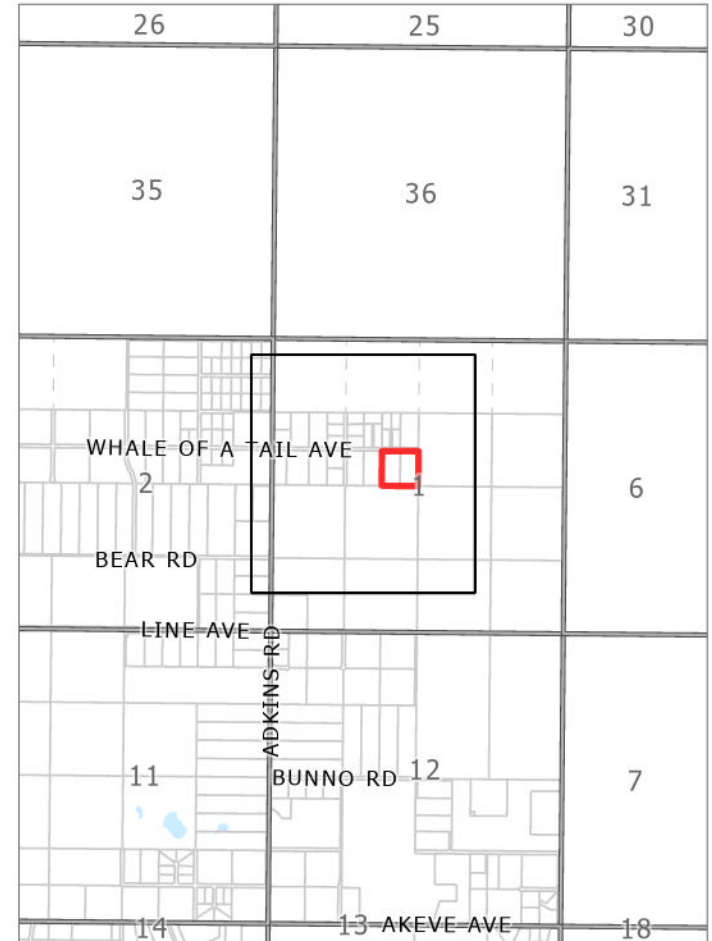 26 25 30
35 36 31
WHALE OF A TAIL AVE
2 1 6
BEAR RD
LINE AVE
ADKINS RD
11 12 7
BUNNO RD
14 13 AKEVE AVE 18